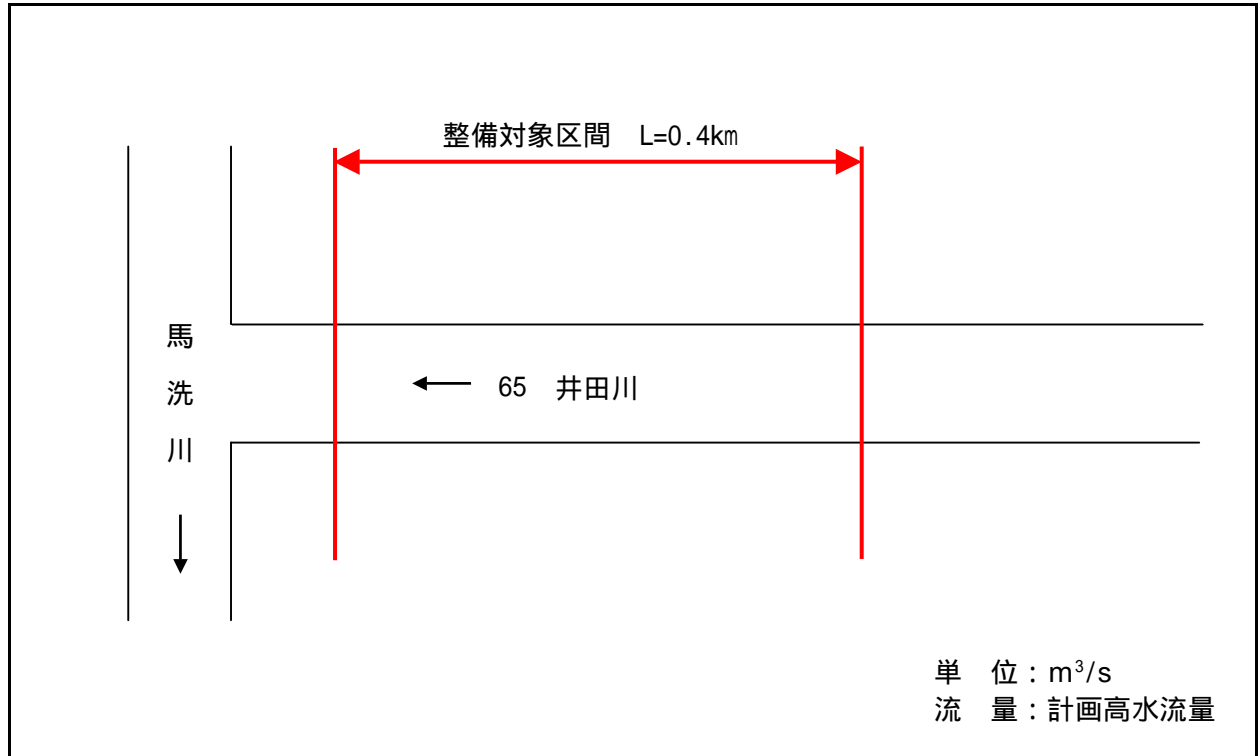 整備対象区間　L=0.4km
馬洗川
← 65　井田川
単　位：m³/s
流　量：計画高水流量